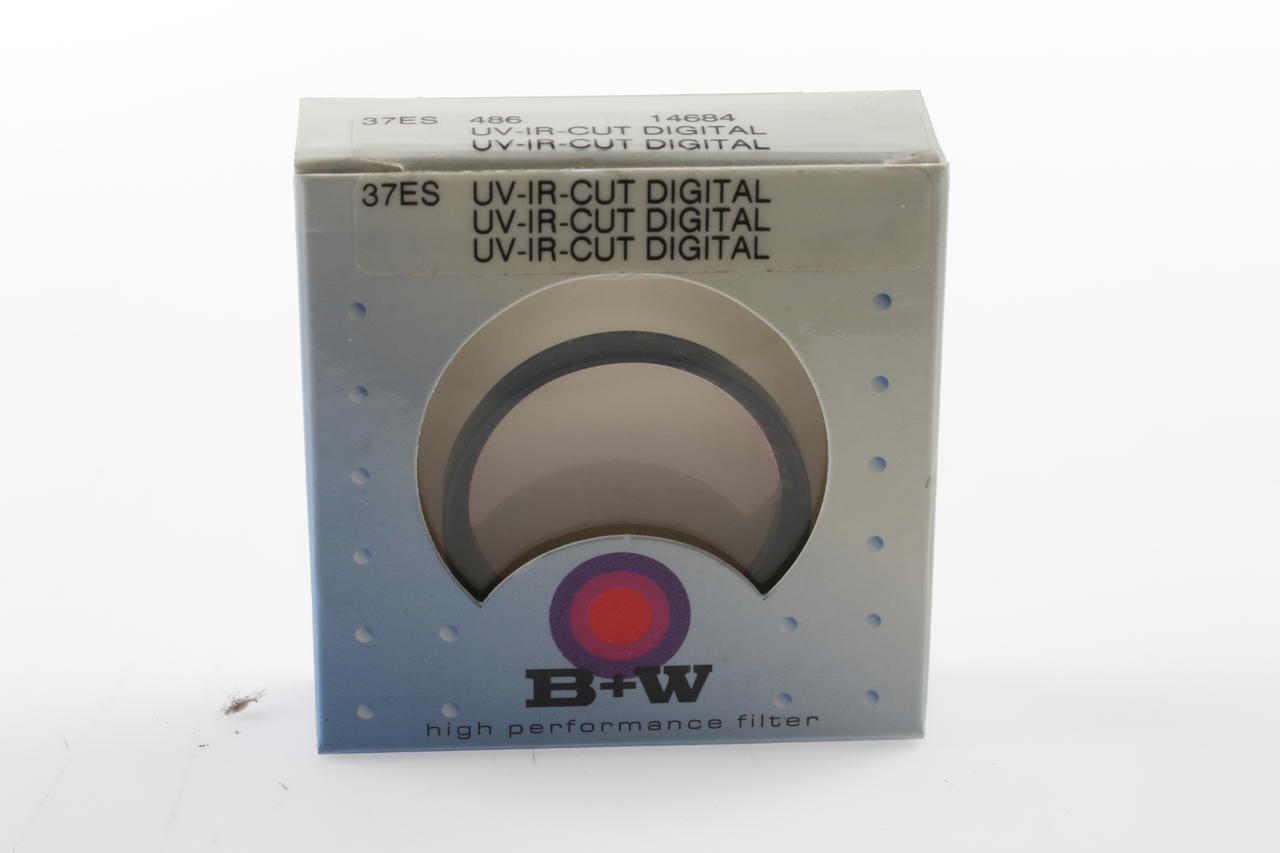 37ES 486 14684
UV-IR-CUT DIGITAL
UV-IR-CUT DIGITAL
37ES UV-IR-CUT DIGITAL
UV-IR-CUT DIGITAL
UV-IR-CUT DIGITAL
B+W
high performance filter